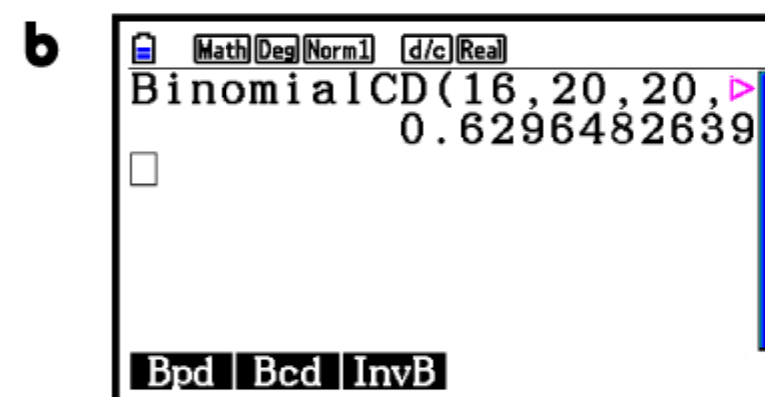 b
Math Deg Norm1 d/c Real
BinomialCD(16,20,20,
0.6296482639
Bpd Bcd InvB